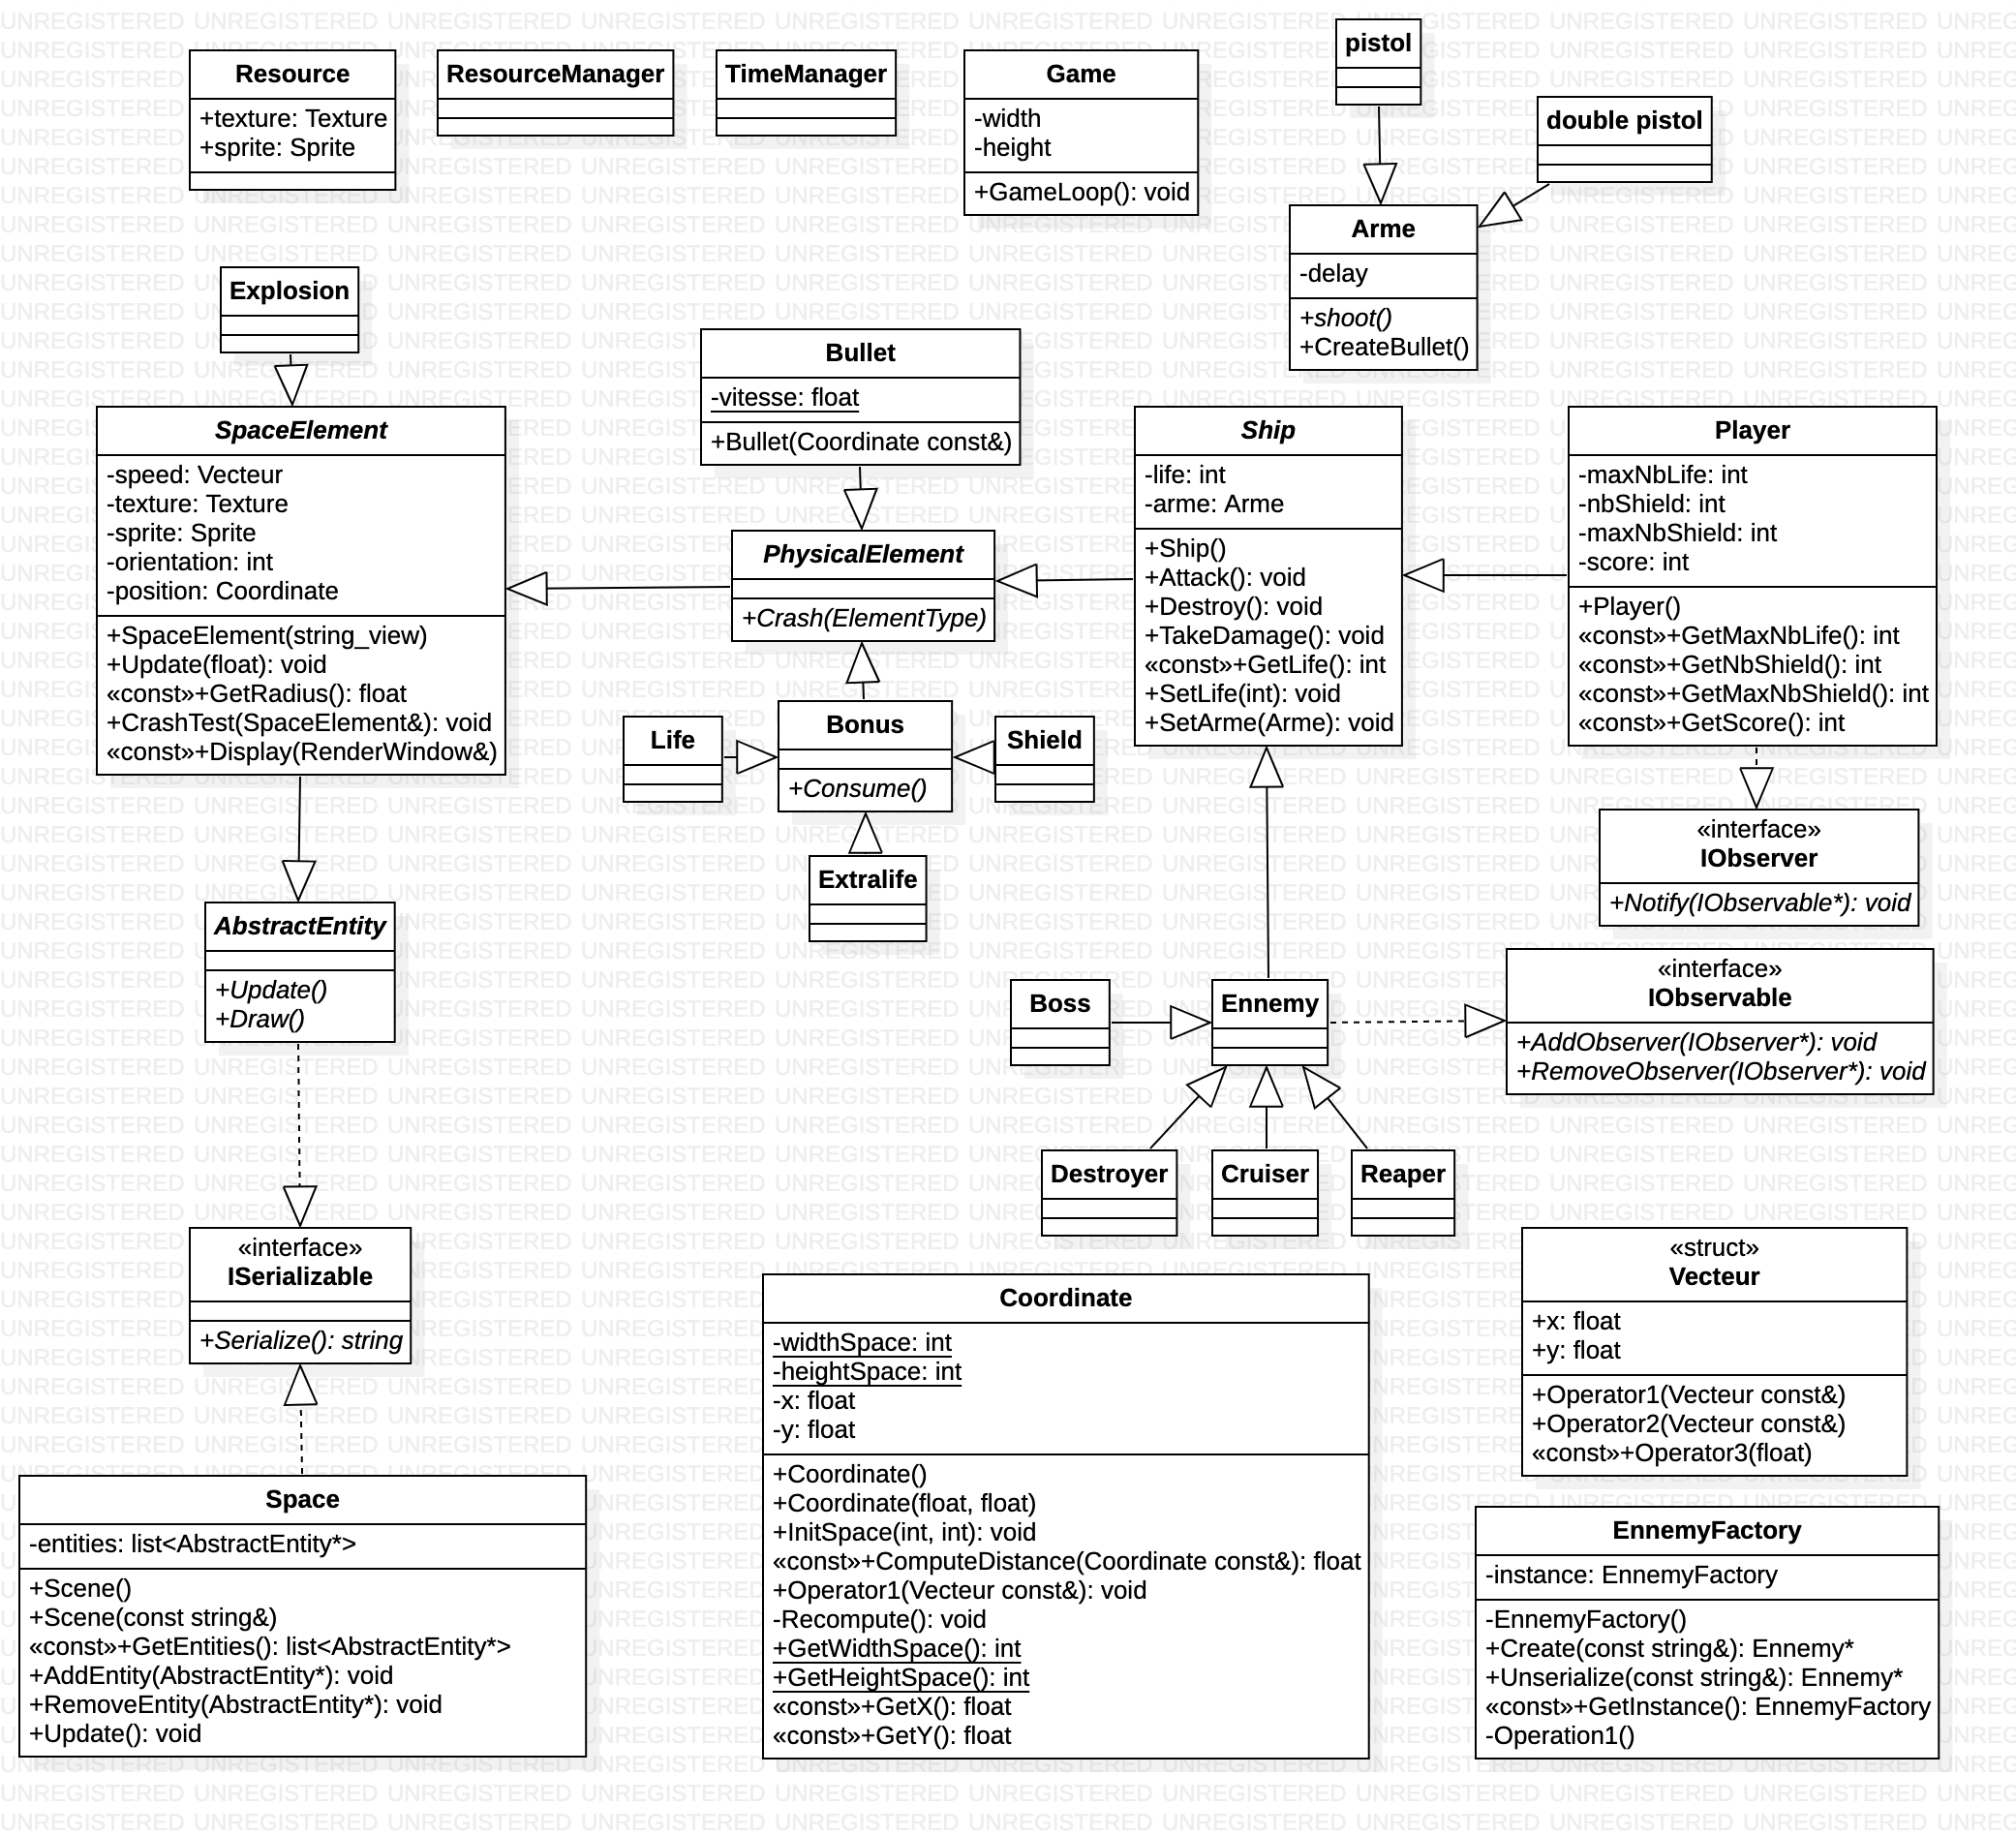 Resource
+texture: Texture
+sprite: Sprite
ResourceManager
TimeManager
Game
-width
-height
+GameLoop(): void
pistol
double pistol
Arme
-delay
+shoot()
+CreateBullet()
Explosion
SpaceElement
-speed: Vecteur
-texture: Texture
-sprite: Sprite
-orientation: int
-position: Coordinate
+SpaceElement(string_view)
+Update(float): void
«const»+GetRadius(): float
+CrashTest(SpaceElement&): void
«const»+Display(RenderWindow&)
Bullet
-vitesse: float
+Bullet(Coordinate const&)
PhysicalElement
+Crash(ElementType)
Ship
-life: int
-arme: Arme
+Ship()
+Attack(): void
+Destroy(): void
+TakeDamage(): void
«const»+GetLife(): int
+SetLife(int): void
+SetArme(Arme): void
Player
-maxNbLife: int
-nbShield: int
-maxNbShield: int
-score: int
+Player()
«const»+GetMaxNbLife(): int
«const»+GetNbShield(): int
«const»+GetMaxNbShield(): int
«const»+GetScore(): int
Life
Bonus
+Consume()
Shield
Extralife
«interface»
IObserver
+Notify(IObservable*): void
AbstractEntity
+Update()
+Draw()
Boss
Ennemy
«interface»
IObservable
+AddObserver(IObserver*): void
+RemoveObserver(IObserver*): void
Destroyer
Cruiser
Reaper
«interface»
ISerializable
+Serialize(): string
Coordinate
-widthSpace: int
-heightSpace: int
-x: float
-y: float
+Coordinate()
+Coordinate(float, float)
+InitSpace(int, int): void
«const»+ComputeDistance(Coordinate const&): float
+Operator1(Vecteur const&): void
-Recompute(): void
+GetWidthSpace(): int
+GetHeightSpace(): int
«const»+GetX(): float
«const»+GetY(): float
«struct»
Vecteur
+x: float
+y: float
+Operator1(Vecteur const&)
+Operator2(Vecteur const&)
«const»+Operator3(float)
Space
-entities: list<AbstractEntity*>
+Scene()
+Scene(const string&)
«const»+GetEntities(): list<AbstractEntity*>
+AddEntity(AbstractEntity*): void
+RemoveEntity(AbstractEntity*): void
+Update(): void
EnnemyFactory
-instance: EnnemyFactory
-EnnemyFactory()
+Create(const string&): Ennemy*
+Unserialize(const string&): Ennemy*
«const»+GetInstance(): EnnemyFactory
-Operation1()
UNREGISTERED